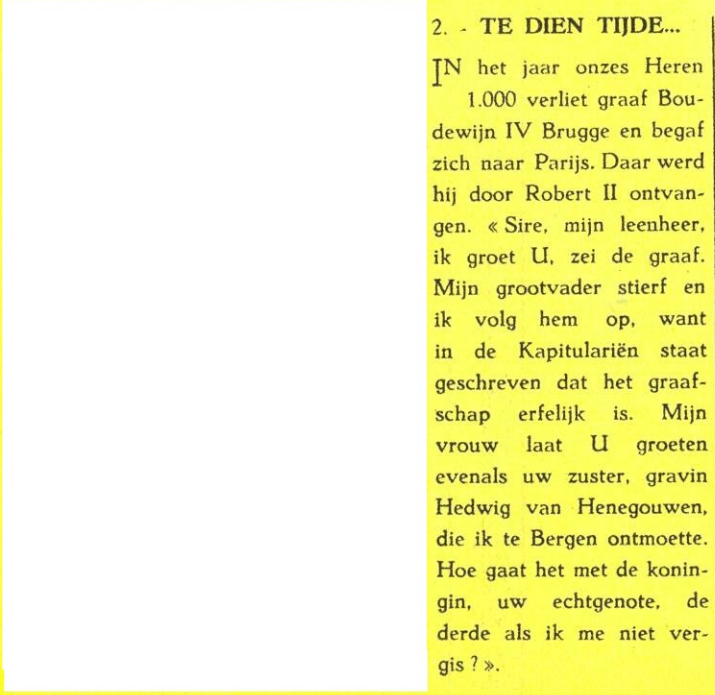 2. - TE DIEN TIJDE...
IN het jaar onzes Heren
1.000 verliet graaf Bou-
dewijn IV Brugge en begaf
zich naar Parijs. Daar werd
hij door Robert II ontvan-
gen. « Sire, mijn leenheer,
ik groet U, zei de graaf.
Mijn grootvader stierf en
ik volg hem op, want
in de Kapitulariën staat
geschreven dat het graaf-
schap erfelijk is. Mijn
vrouw laat U groeten
evenals uw zuster, gravin
Hedwig van Henegouwen,
die ik te Bergen ontmoette.
Hoe gaat het met de konin-
gin, uw echtgenote, de
derde als ik me niet ver-
gis ? ».